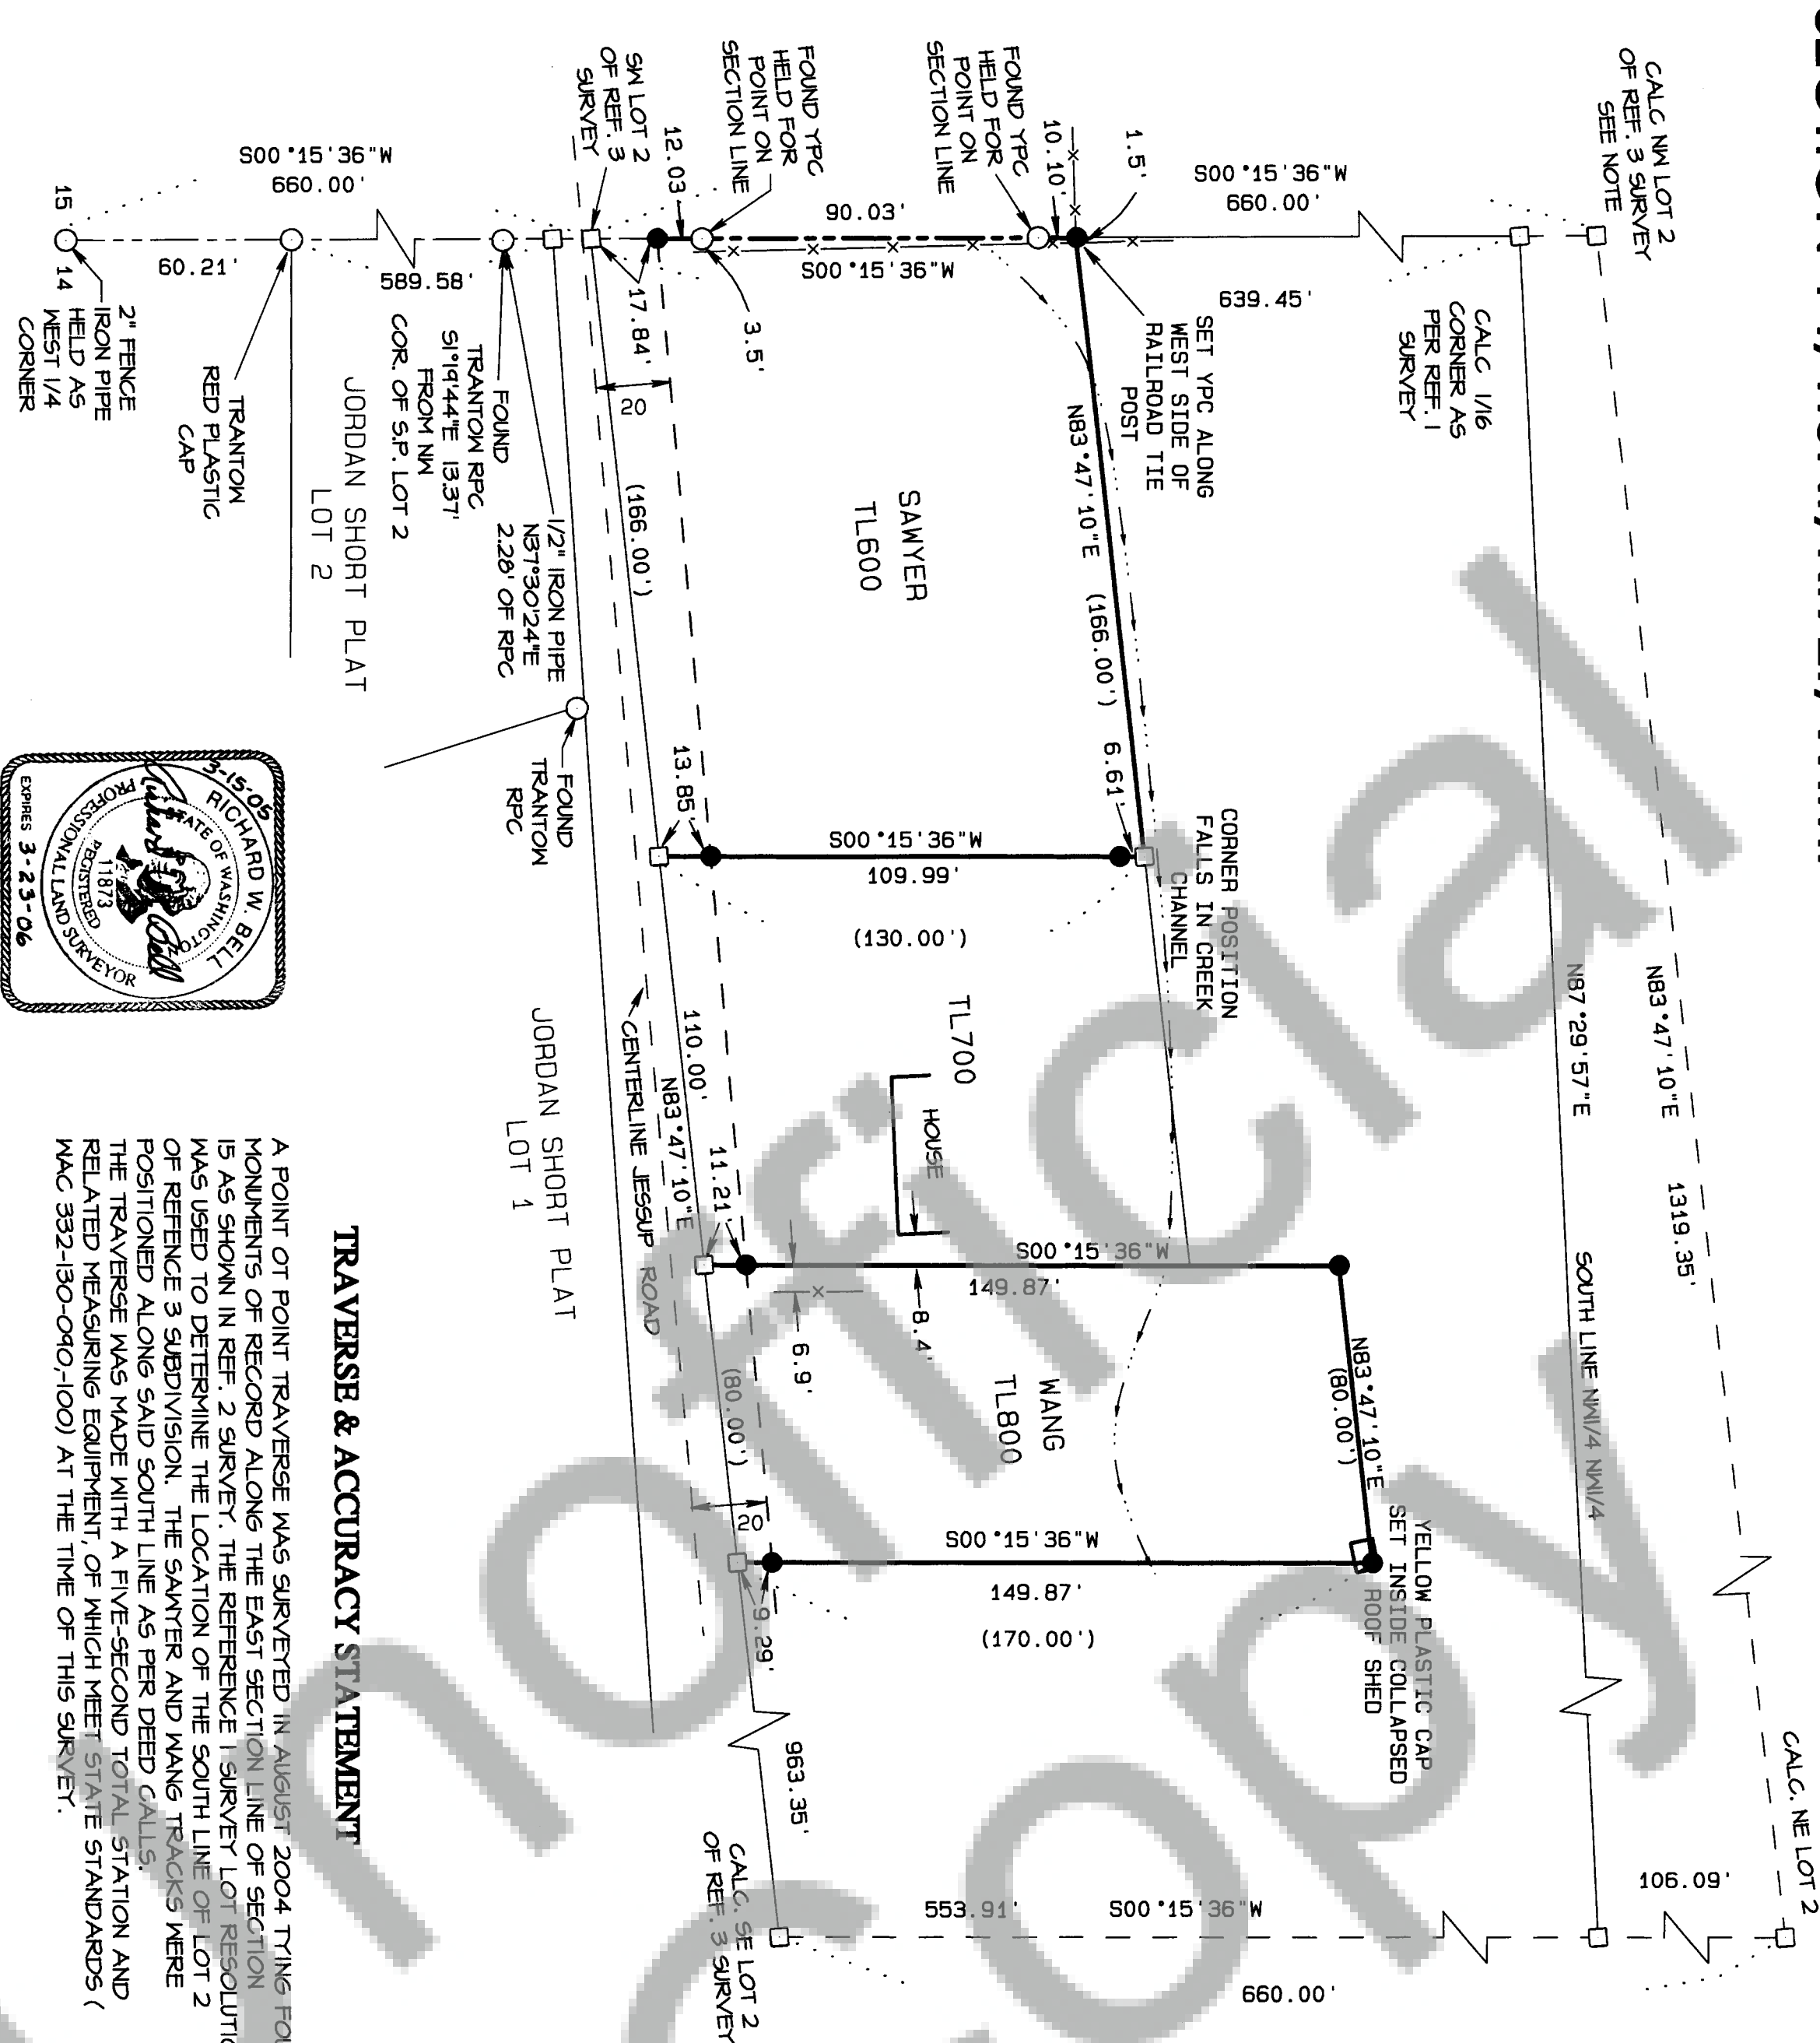 CALC NW LOT 2
OF REF. 3 SURVEY
SEE NOTE
N83°47'10"E
1319.35'
CALC. NE LOT 2
N87°29'57"E
SOUTH LINE NW1/4 NW1/4
106.09'
CALC 1/16
CORNER AS
PER REF. 1
SURVEY
S00°15'36"W
660.00'
639.45'
1.5'
10.10'
SET YPC ALONG
WEST SIDE OF
RAILROAD TIE
POST
N83°47'10"E
(166.00')
6.61'
CORNER POSITION
FALLS IN CREEK
CHANNEL
N83°47'10"E
(80.00')
YELLOW PLASTIC CAP
SET INSIDE COLLAPSED
ROOF SHED
FOUND YPC
HELD FOR
POINT ON
SECTION LINE
90.03'
S00°15'36"W
FOUND YPC
HELD FOR
POINT ON
SECTION LINE
SAWYER
TL600
S00°15'36"W
109.99'
(130.00')
TL700
HOUSE
S00°15'36"W
149.87'
8.4'
6.9'
WANG
TL800
S00°15'36"W
149.87'
(170.00')
553.91'
S00°15'36"W
660.00'
12.03
3.5'
SW LOT 2
OF REF. 3
SURVEY
17.84'
20
(166.00')
13.85'
110.00'
N83°47'10"E
11.21'
(80.00')
20
9.29'
963.35'
CALC. SE LOT 2
OF REF. 3 SURVEY
CENTERLINE JESSUP ROAD
S00°15'36"W
660.00'
589.58'
60.21'
15
14
FOUND
TRANTOW RPC
S1°19'44"E 13.37'
FROM NW
COR. OF S.P. LOT 2
1/2" IRON PIPE
N37°30'24"E
2.28' OF RPC
FOUND
TRANTOW
RPC
JORDAN SHORT PLAT
LOT 2
JORDAN SHORT PLAT
LOT 1
TRANTOW
RED PLASTIC
CAP
2" FENCE
IRON PIPE
HELD AS
WEST 1/4
CORNER
3-15-05
RICHARD W. BELL
STATE OF WASHINGTON
11873
REGISTERED
PROFESSIONAL LAND SURVEYOR
EXPIRES 3-23-06
TRAVERSE & ACCURACY STATEMENT
A POINT OT POINT TRAVERSE WAS SURVEYED IN AUGUST 2004 TYING
MONUMENTS OF RECORD ALONG THE EAST SECTION LINE OF SECTION
15 AS SHOWN IN REF. 2 SURVEY. THE REFERENCE 1 SURVEY LOT
WAS USED TO DETERMINE THE LOCATION OF THE SOUTH LINE OF LOT 2
OF REFENCE 3 SUBDIVISION. THE SAWYER AND WANG TRACKS WERE
POSITIONED ALONG SAID SOUTH LINE AS PER DEED CALLS.
THE TRAVERSE WAS MADE WITH A FIVE-SECOND TOTAL STATION AND
RELATED MEASURING EQUIPMENT, OF WHICH MEET STATE STANDARDS (
WAC 332-130-090,-100) AT THE TIME OF THIS SURVEY.